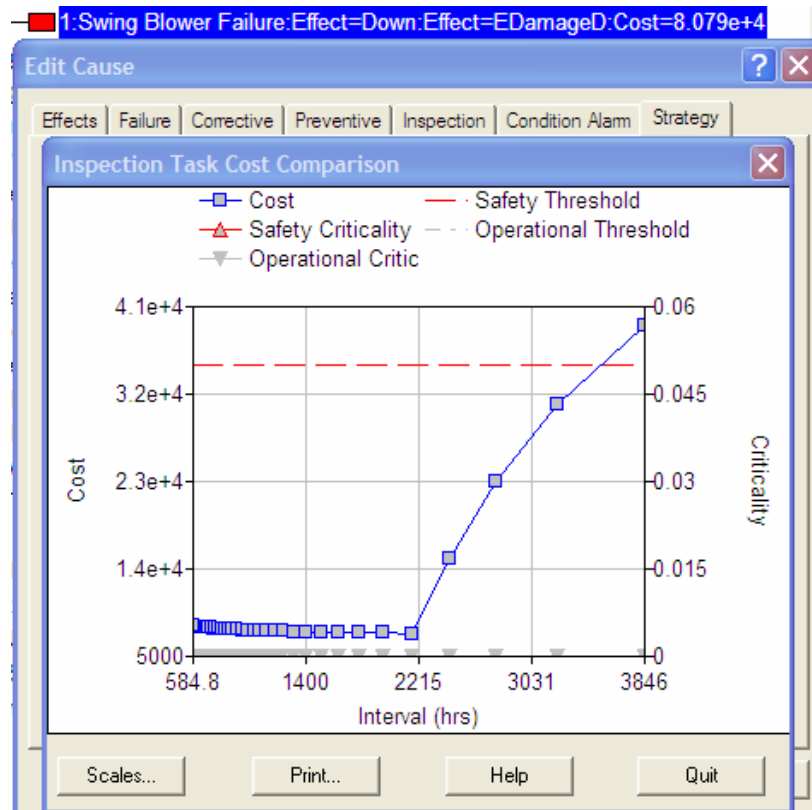 1:Swing Blower Failure:Effect=Down:Effect=EDamageD:Cost=8.079e+4
Edit Cause
?
Effects Failure Corrective Preventive Inspection Condition Alarm Strategy
Inspection Task Cost Comparison
Cost Safety Threshold
Safety Criticality Operational Threshold
Operational Critic
4.1e+4 0.06
3.2e+4 0.045
2.3e+4 0.03
1.4e+4 0.015
5000 0
Cost
Criticality
584.8 1400 2215 3031 3846
Interval (hrs)
Scales... Print... Help Quit